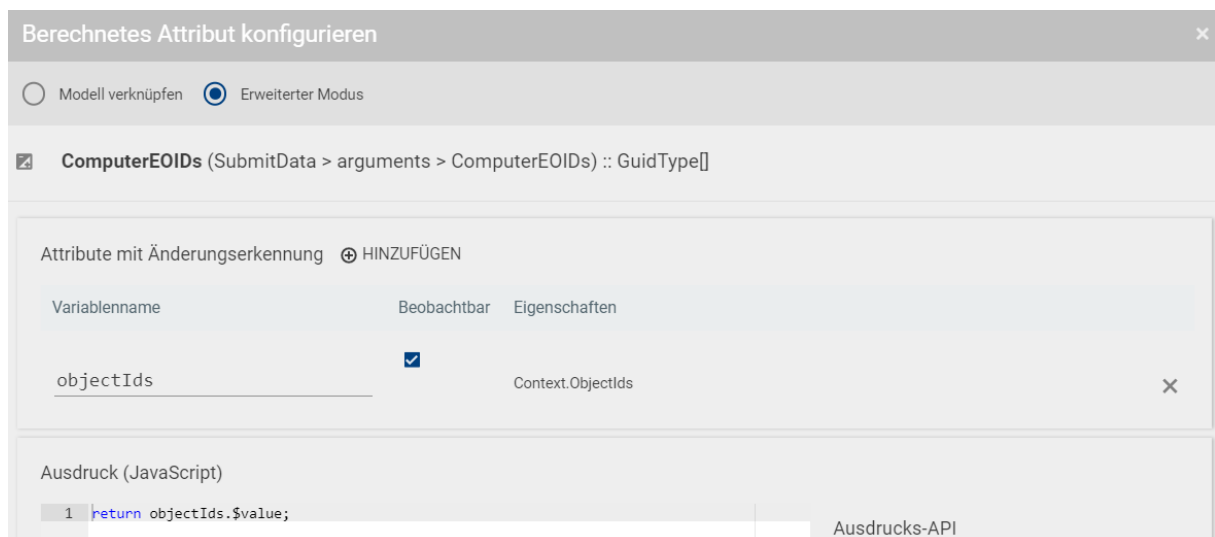 Berechnetes Attribut konfigurieren
Modell verknüpfen Erweiterter Modus
ComputerEOIDs (SubmitData > arguments > ComputerEOIDs) :: GuidType[]
Attribute mit Änderungserkennung HINZUFÜGEN
Variablenname Beobachtbar Eigenschaften
objectIds Context.ObjectIds
Ausdruck (JavaScript)
1 return objectIds.$value;
Ausdrucks-API